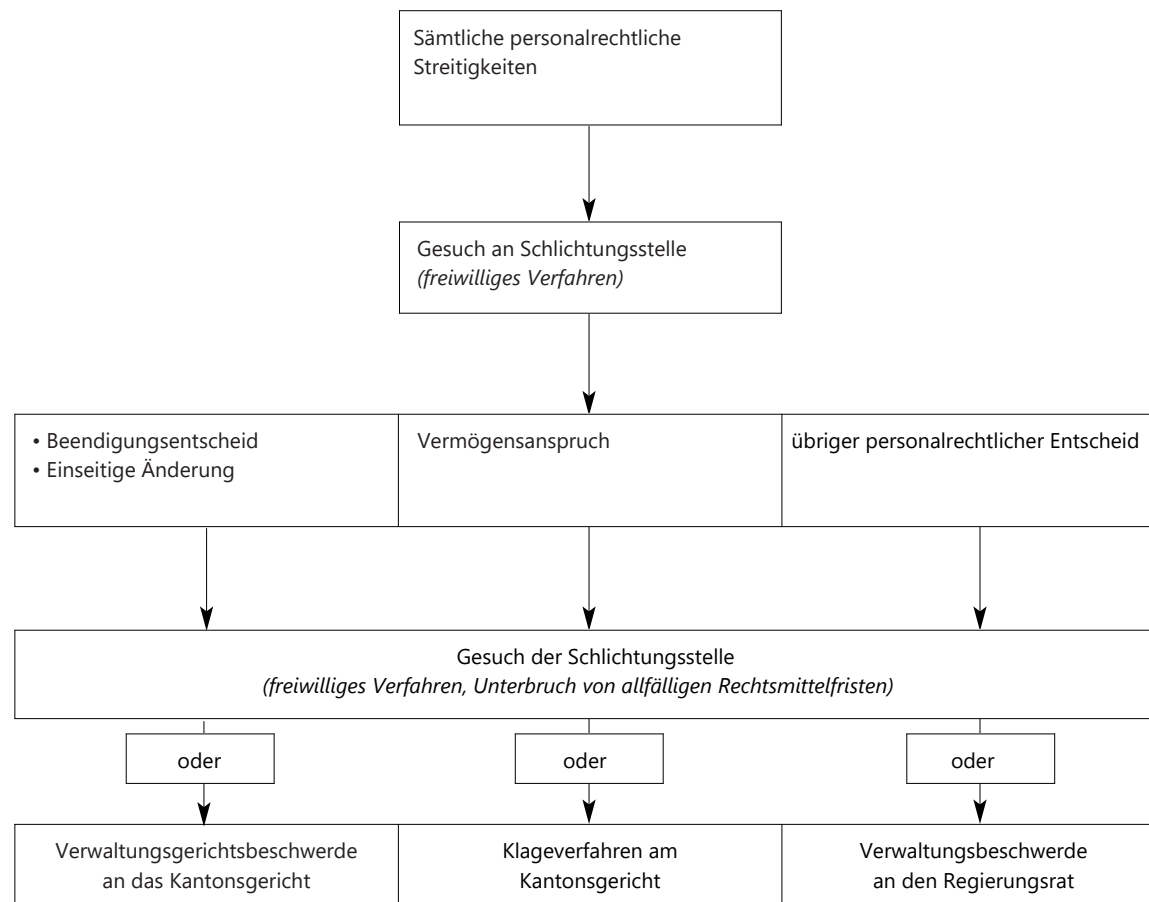 Sämtliche personalrechtliche
Streitigkeiten
Gesuch an Schlichtungsstelle
(freiwilliges Verfahren)
• Beendigungsentscheid
• Einseitige Änderung
Vermögensanspruch
übriger personalrechtlicher Entscheid
Gesuch der Schlichtungsstelle
(freiwilliges Verfahren, Unterbruch von allfälligen Rechtsmittelfristen)
oder
oder
oder
Verwaltungsgerichtsbeschwerde
an das Kantonsgericht
Klageverfahren am
Kantonsgericht
Verwaltungsbeschwerde
an den Regierungsrat